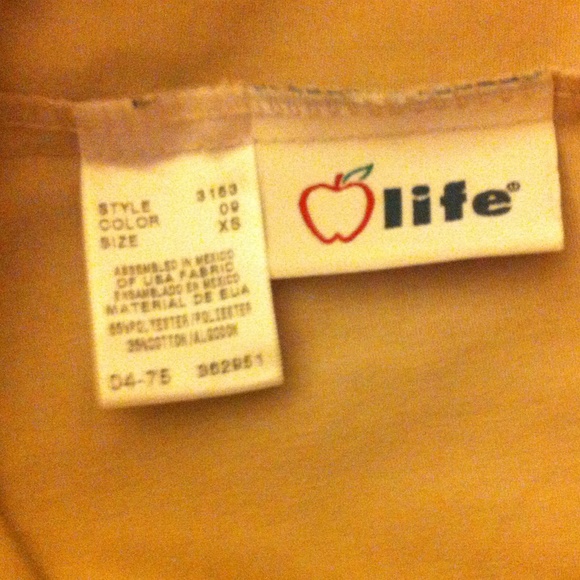 STYLE 3153
COLOR 09
SIZE XS
ASSEMBLED IN MEXICO
OF USA FABRIC
ENSAMBLADO EN MEXICO
MATERIAL DE EUA
65%POLYESTER/POLIESTER
35%COTTON/ALGODON
04-75 362951
life®